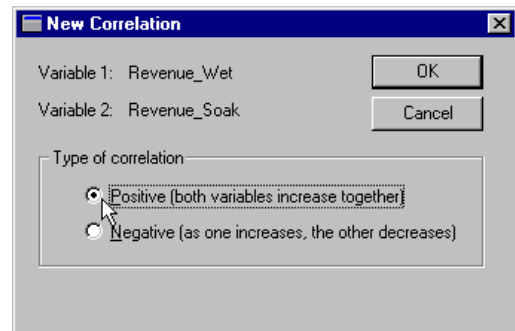 New Correlation
Variable 1: Revenue_Wet
OK
Variable 2: Revenue_Soak
Cancel
Type of correlation
Positive (both variables increase together)
Negative (as one increases, the other decreases)